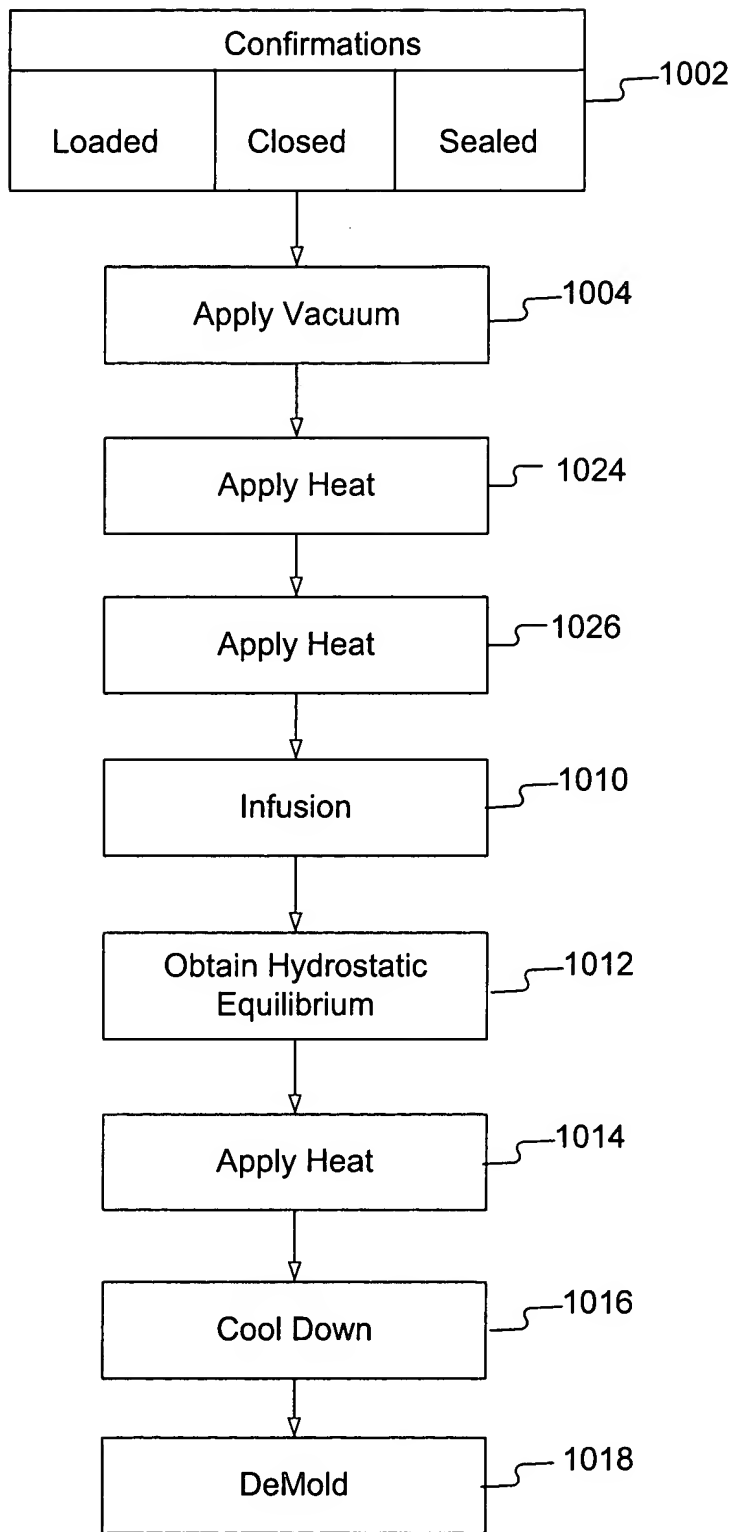 Confirmations
1002
Loaded Closed Sealed
Apply Vacuum
1004
Apply Heat
1024
Apply Heat
1026
Infusion
1010
Obtain Hydrostatic
Equilibrium
1012
Apply Heat
1014
Cool Down
1016
DeMold
1018